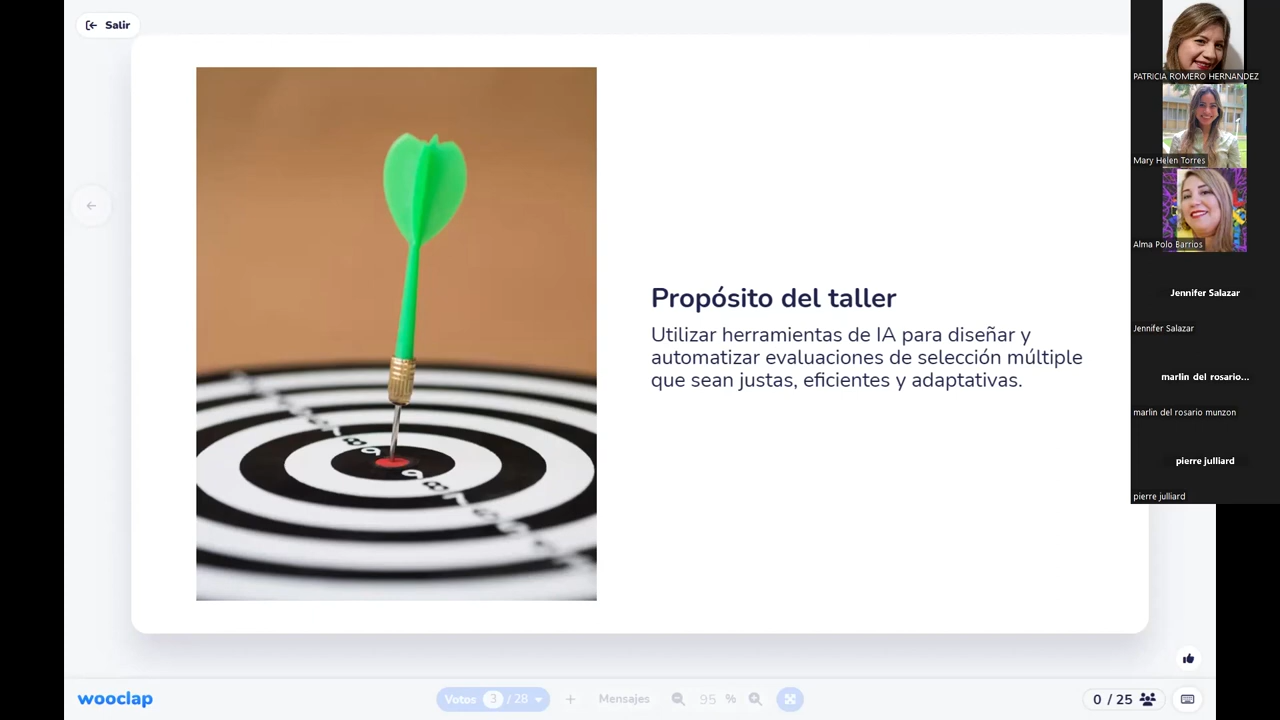 Salir
Propósito del taller
Utilizar herramientas de IA para diseñar y
automatizar evaluaciones de selección múltiple
que sean justas, eficientes y adaptativas.
PATRICIA ROMERO HERNANDEZ
Mary Helen Torres
Alma Polo Barrios
Jennifer Salazar
Jennifer Salazar
marlin del rosario...
marlin del rosario munzon
pierre julliard
pierre julliard
wooclap
Votos 3 / 28
Mensajes
95 %
0 / 25